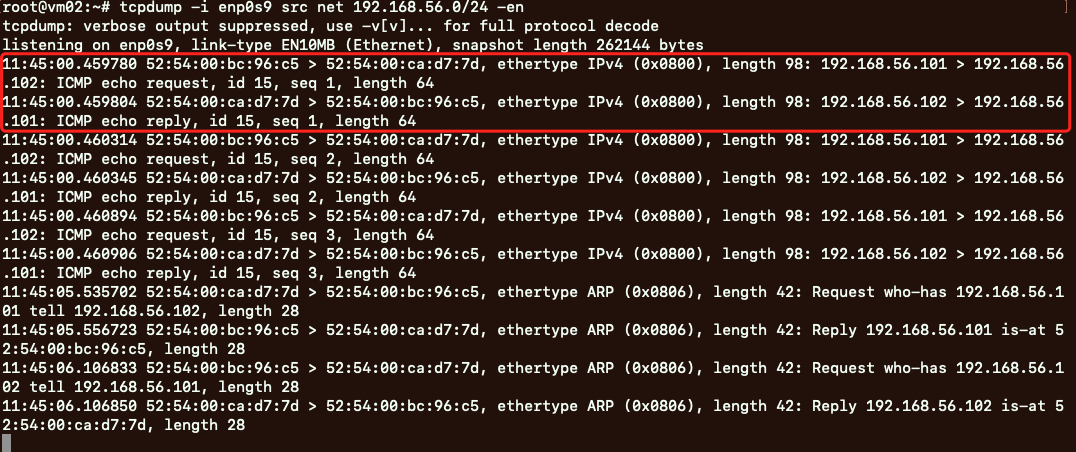 root@vm02:~# tcpdump -i enp0s9 src net 192.168.56.0/24 -en
tcpdump: verbose output suppressed, use -v[v]... for full protocol decode
listening on enp0s9, link-type EN10MB (Ethernet), snapshot length 262144 bytes
11:45:00.459780 52:54:00:bc:96:c5 > 52:54:00:ca:d7:7d, ethertype IPv4 (0x0800), length 98: 192.168.56.101 > 192.168.56
.102: ICMP echo request, id 15, seq 1, length 64
11:45:00.459804 52:54:00:ca:d7:7d > 52:54:00:bc:96:c5, ethertype IPv4 (0x0800), length 98: 192.168.56.102 > 192.168.56
.101: ICMP echo reply, id 15, seq 1, length 64
11:45:00.460314 52:54:00:bc:96:c5 > 52:54:00:ca:d7:7d, ethertype IPv4 (0x0800), length 98: 192.168.56.101 > 192.168.56
.102: ICMP echo request, id 15, seq 2, length 64
11:45:00.460345 52:54:00:ca:d7:7d > 52:54:00:bc:96:c5, ethertype IPv4 (0x0800), length 98: 192.168.56.102 > 192.168.56
.101: ICMP echo reply, id 15, seq 2, length 64
11:45:00.460894 52:54:00:bc:96:c5 > 52:54:00:ca:d7:7d, ethertype IPv4 (0x0800), length 98: 192.168.56.101 > 192.168.56
.102: ICMP echo request, id 15, seq 3, length 64
11:45:00.460906 52:54:00:ca:d7:7d > 52:54:00:bc:96:c5, ethertype IPv4 (0x0800), length 98: 192.168.56.102 > 192.168.56
.101: ICMP echo reply, id 15, seq 3, length 64
11:45:05.535702 52:54:00:ca:d7:7d > 52:54:00:bc:96:c5, ethertype ARP (0x0806), length 42: Request who-has 192.168.56.1
01 tell 192.168.56.102, length 28
11:45:05.556723 52:54:00:bc:96:c5 > 52:54:00:ca:d7:7d, ethertype ARP (0x0806), length 42: Reply 192.168.56.101 is-at 5
2:54:00:bc:96:c5, length 28
11:45:06.106833 52:54:00:bc:96:c5 > 52:54:00:ca:d7:7d, ethertype ARP (0x0806), length 42: Request who-has 192.168.56.1
02 tell 192.168.56.101, length 28
11:45:06.106850 52:54:00:ca:d7:7d > 52:54:00:bc:96:c5, ethertype ARP (0x0806), length 42: Reply 192.168.56.102 is-at 5
2:54:00:ca:d7:7d, length 28